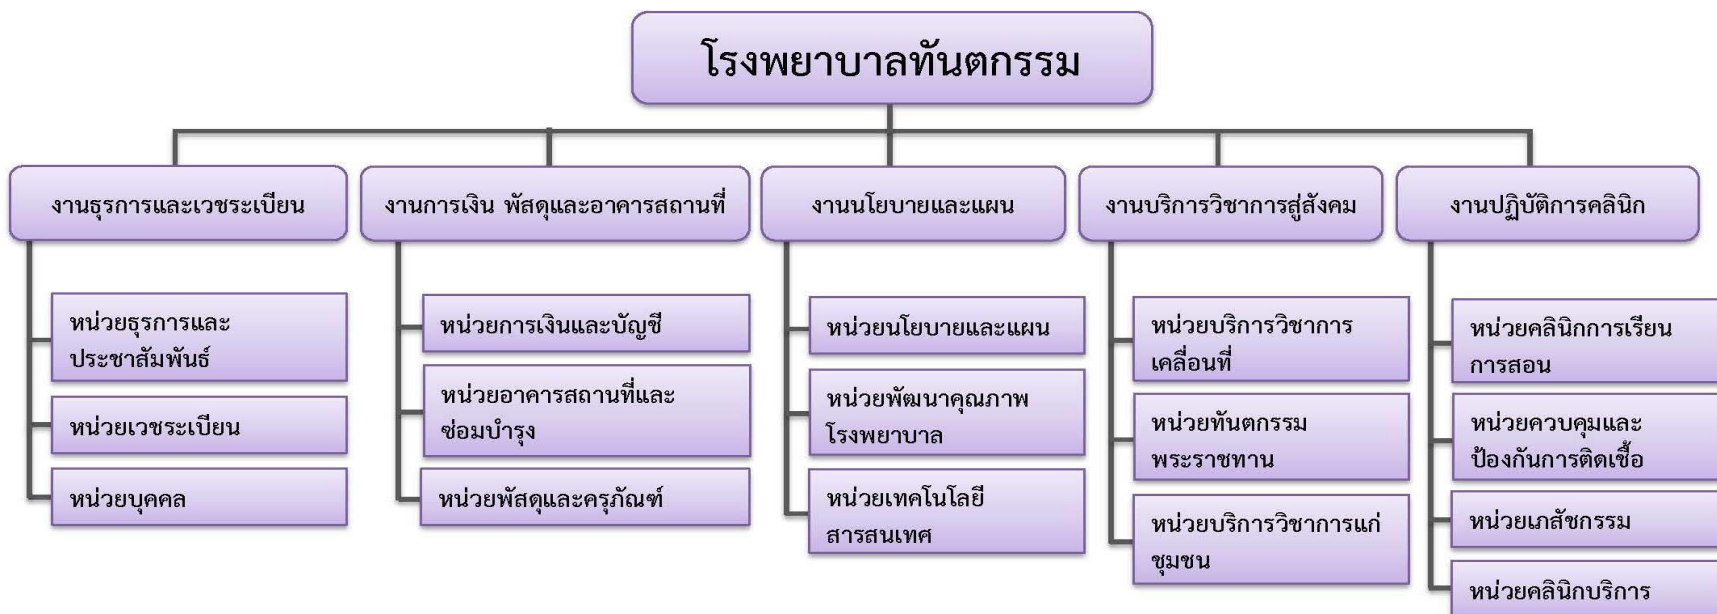 โรงพยาบาลทันตกรรม
งานธุรการและเวชระเบียน
หน่วยธุรการและ
ประชาสัมพันธ์
หน่วยเวชระเบียน
หน่วยบุคคล
งานการเงิน พัสดุและอาคารสถานที่
หน่วยการเงินและบัญชี
หน่วยอาคารสถานที่และ
ซ่อมบำรุง
หน่วยพัสดุและครุภัณฑ์
งานนโยบายและแผน
หน่วยนโยบายและแผน
หน่วยพัฒนาคุณภาพ
โรงพยาบาล
หน่วยเทคโนโลยี
สารสนเทศ
งานบริการวิชาการสู่สังคม
หน่วยบริการวิชาการ
เคลื่อนที่
หน่วยทันตกรรม
พระราชทาน
หน่วยบริการวิชาการแก่
ชุมชน
งานปฏิบัติการคลินิก
หน่วยคลินิกการเรียน
การสอน
หน่วยควบคุมและ
ป้องกันการติดเชื้อ
หน่วยเภสัชกรรม
หน่วยคลินิกบริการ